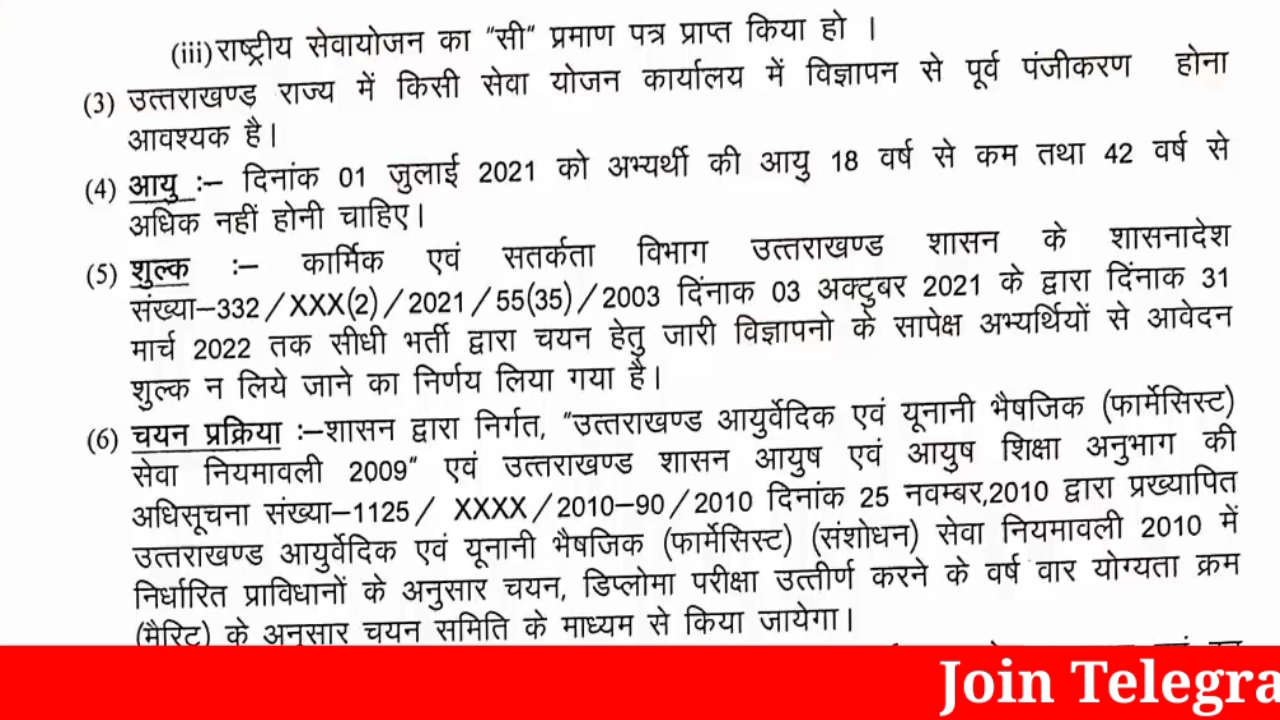 (iii) राष्ट्रीय सेवायोजन का "सी" प्रमाण पत्र प्राप्त किया हो ।
(3) उत्तराखण्ड राज्य में किसी सेवा योजन कार्यालय में विज्ञापन से पूर्व पंजीकरण होना
आवश्यक है।
(4) आयु :– दिनांक 01 जुलाई 2021 को अभ्यर्थी की आयु 18 वर्ष से कम तथा 42 वर्ष से
अधिक नहीं होनी चाहिए।
(5) शुल्क :– कार्मिक एवं सतर्कता विभाग उत्तराखण्ड शासन के शासनादेश
संख्या–332/XXX(2)/2021/55(35)/2003 दिंनाक 03 अक्टुबर 2021 के द्वारा दिंनाक 31
मार्च 2022 तक सीधी भर्ती द्वारा चयन हेतु जारी विज्ञापनो के सापेक्ष अभ्यर्थियों से आवेदन
शुल्क न लिये जाने का निर्णय लिया गया है।
(6) चयन प्रक्रिया :–शासन द्वारा निर्गत, "उत्तराखण्ड आयुर्वेदिक एवं यूनानी भैषजिक (फार्मेसिस्ट)
सेवा नियमावली 2009" एवं उत्तराखण्ड शासन आयुष एवं आयुष शिक्षा अनुभाग की
अधिसूचना संख्या–1125/ XXXX/2010–90/2010 दिनांक 25 नवम्बर,2010 द्वारा प्रख्यापित
उत्तराखण्ड आयुर्वेदिक एवं यूनानी भैषजिक (फार्मेसिस्ट) (संशोधन) सेवा नियमावली 2010 में
निर्धारित प्राविधानों के अनुसार चयन, डिप्लोमा परीक्षा उत्तीर्ण करने के वर्ष वार योग्यता क्रम
(मैरिट) के अनुसार चयन समिति के माध्यम से किया जायेगा।
Join Telegra